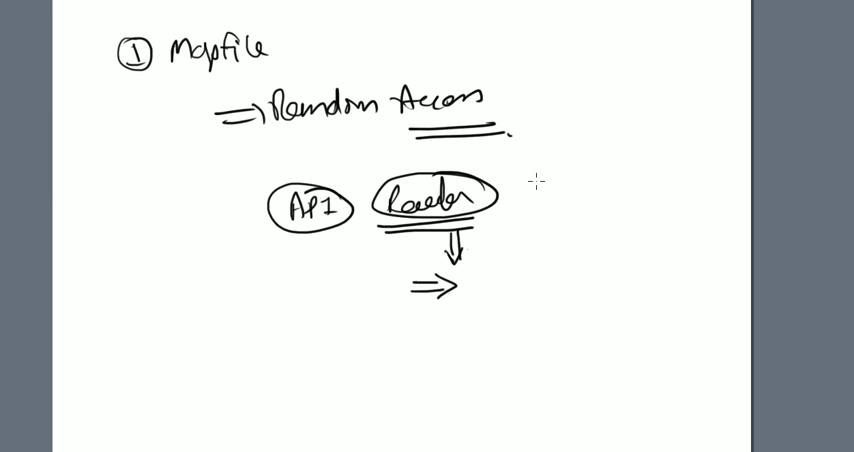 ① Mapfile
⇒ Random Access
API Reader
⇒